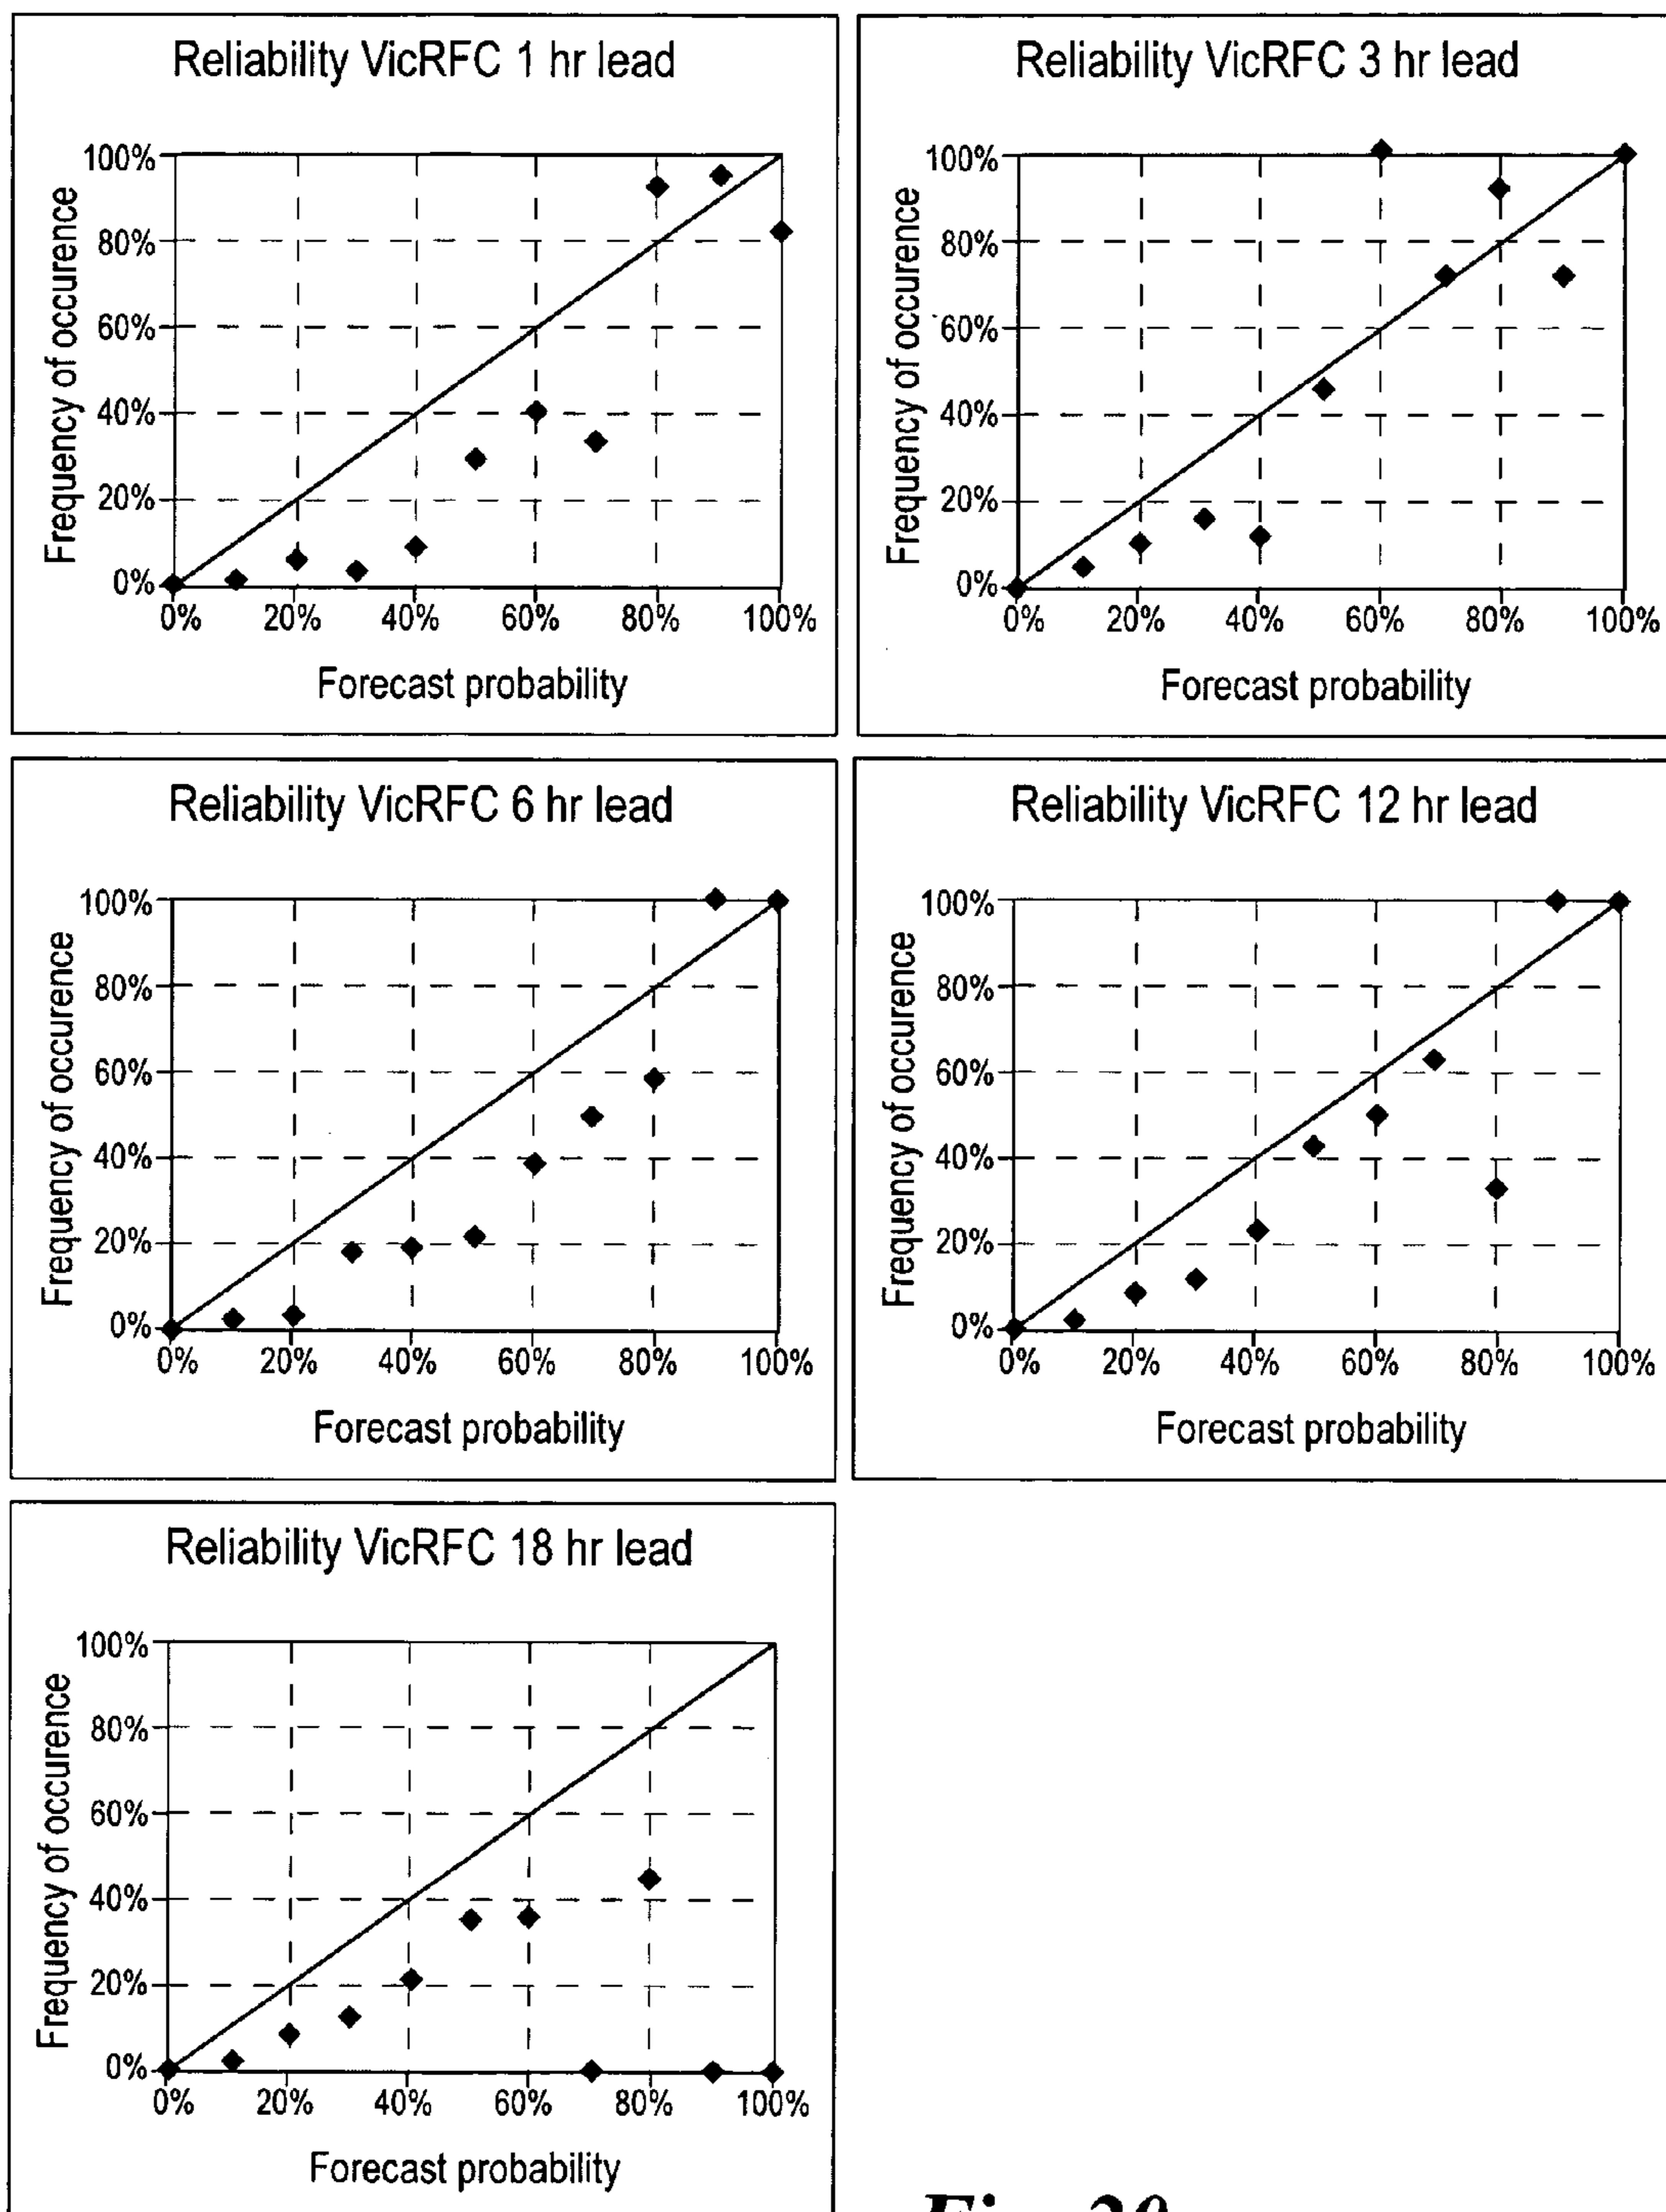 Reliability VicRFC 1 hr lead
Frequency of occurence
100%
80%
60%
40%
20%
0%
0% 20% 40% 60% 80% 100%
Forecast probability
Reliability VicRFC 3 hr lead
Frequency of occurence
100%
80%
60%
40%
20%
0%
0% 20% 40% 60% 80% 100%
Forecast probability
Reliability VicRFC 6 hr lead
Frequency of occurence
100%
80%
60%
40%
20%
0%
0% 20% 40% 60% 80% 100%
Forecast probability
Reliability VicRFC 12 hr lead
Frequency of occurence
100%
80%
60%
40%
20%
0%
0% 20% 40% 60% 80% 100%
Forecast probability
Reliability VicRFC 18 hr lead
Frequency of occurence
100%
80%
60%
40%
20%
0%
0% 20% 40% 60% 80% 100%
Forecast probability